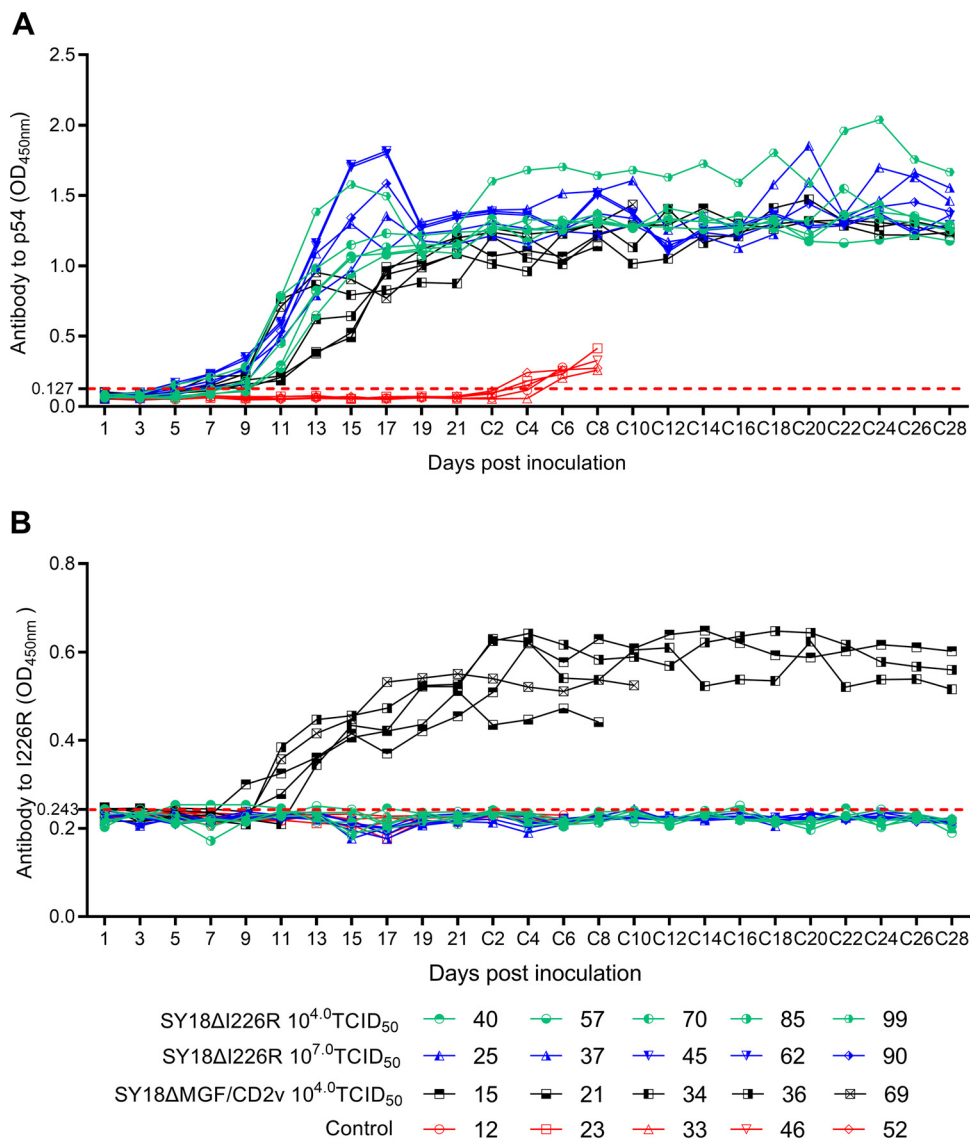 A
2.5
2.0
1.5
1.0
0.5
0.127
0.0
Antibody to p54 (OD450nm)
1 3 5 7 9 11 13 15 17 19 21 C2 C4 C6 C8 C10 C12 C14 C16 C18 C20 C22 C24 C26 C28
Days post inoculation
B
0.8
0.6
0.4
0.243
0.2
0.0
Antibody to I226R (OD450nm )
1 3 5 7 9 11 13 15 17 19 21 C2 C4 C6 C8 C10 C12 C14 C16 C18 C20 C22 C24 C26 C28
Days post inoculation
SY18ΔI226R 10^4.0TCID50 40 57 70 85 99
SY18ΔI226R 10^7.0TCID50 25 37 45 62 90
SY18ΔMGF/CD2v 10^4.0TCID50 15 21 34 36 69
Control 12 23 33 46 52